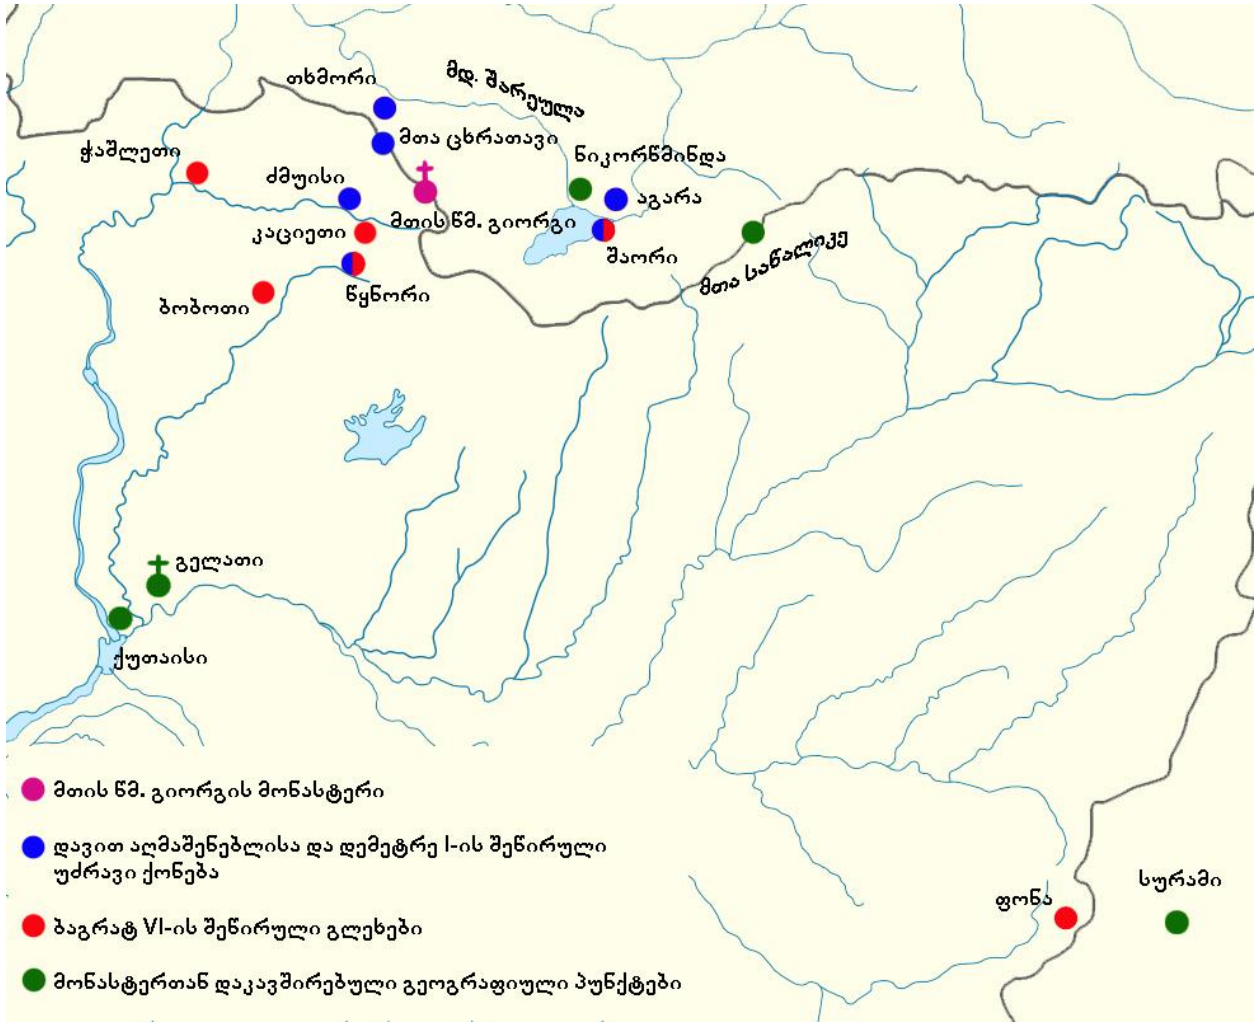 თხმორი
მდ. შარეულა
მთა ცხრათავი
ჭაშლეთი
ნიკორწმინდა
ძმუისი
აგარა
მთის წმ. გიორგი
კაციეთი
შაორი
მთა საწალიკე
წყნორი
ბობოთი
გელათი
ქუთაისი
მთის წმ. გიორგის მონასტერი
დავით აღმაშენებლისა და დემეტრე I-ის შეწირული
უძრავი ქონება
სურამი
ფონა
ბაგრატ VI-ის შეწირული გლეხები
მონასტერთან დაკავშირებული გეოგრაფიული პუნქტები